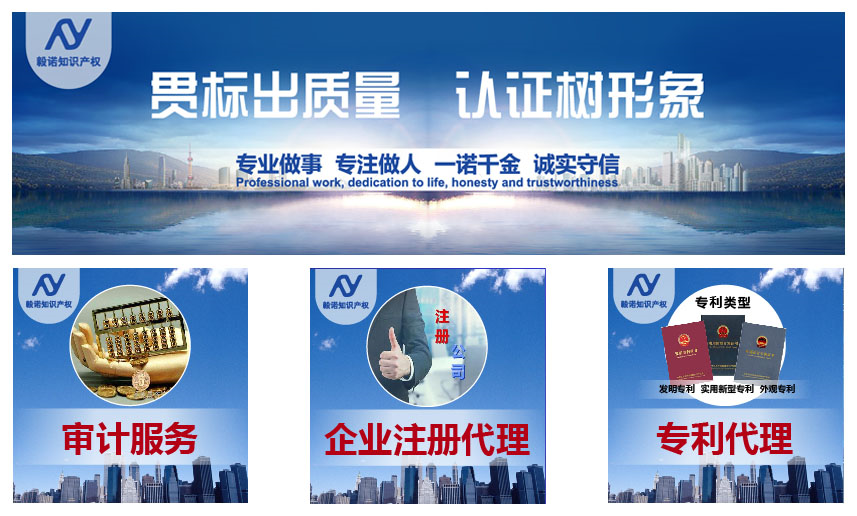 毅诺知识产权
贯标出质量 认证树形象
专业做事 专注做人 一诺千金 诚实守信
Professional work, dedication to life, honesty and trustworthiness
毅诺知识产权
审计服务
毅诺知识产权
注册
公司
企业注册代理
毅诺知识产权
专利类型
发明专利 实用新型专利 外观专利
专利代理